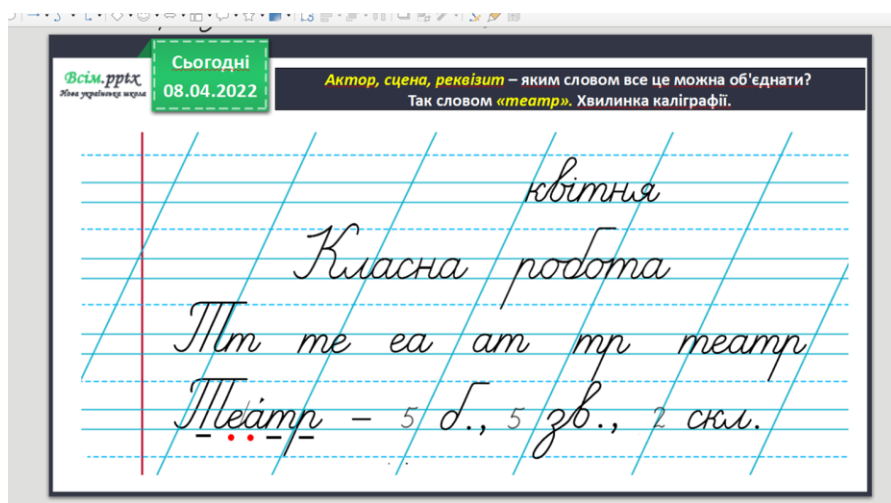 Всім.pptx
Нова українська школа
Сьогодні
08.04.2022
Актор, сцена, реквізит – яким словом все це можна об'єднати?
Так словом «театр». Хвилинка каліграфії.
квітня
Класна робота
Тт те еа ат тр театр
Теа́тр – 5 б., 5 зв., 2 скл.